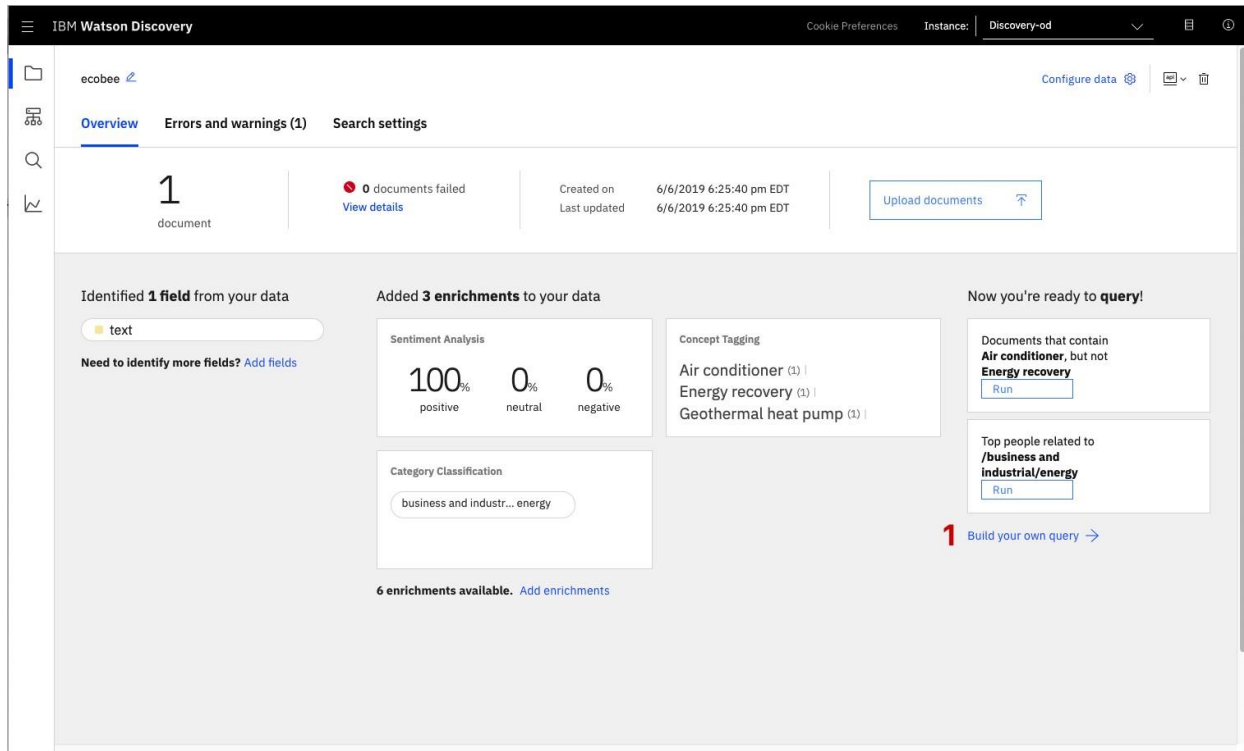 IBM Watson Discovery
Cookie Preferences
Instance:
Discovery-od
ecobee
Configure data
Overview
Errors and warnings (1)
Search settings
1
document
0 documents failed
View details
Created on 6/6/2019 6:25:40 pm EDT
Last updated 6/6/2019 6:25:40 pm EDT
Upload documents
Identified 1 field from your data
text
Need to identify more fields? Add fields
Added 3 enrichments to your data
Sentiment Analysis
100% 0% 0%
positive neutral negative
Concept Tagging
Air conditioner (1)
Energy recovery (1)
Geothermal heat pump (1)
Category Classification
business and industr... energy
6 enrichments available. Add enrichments
Now you're ready to query!
Documents that contain
Air conditioner, but not
Energy recovery
Run
Top people related to
/business and
industrial/energy
Run
1 Build your own query